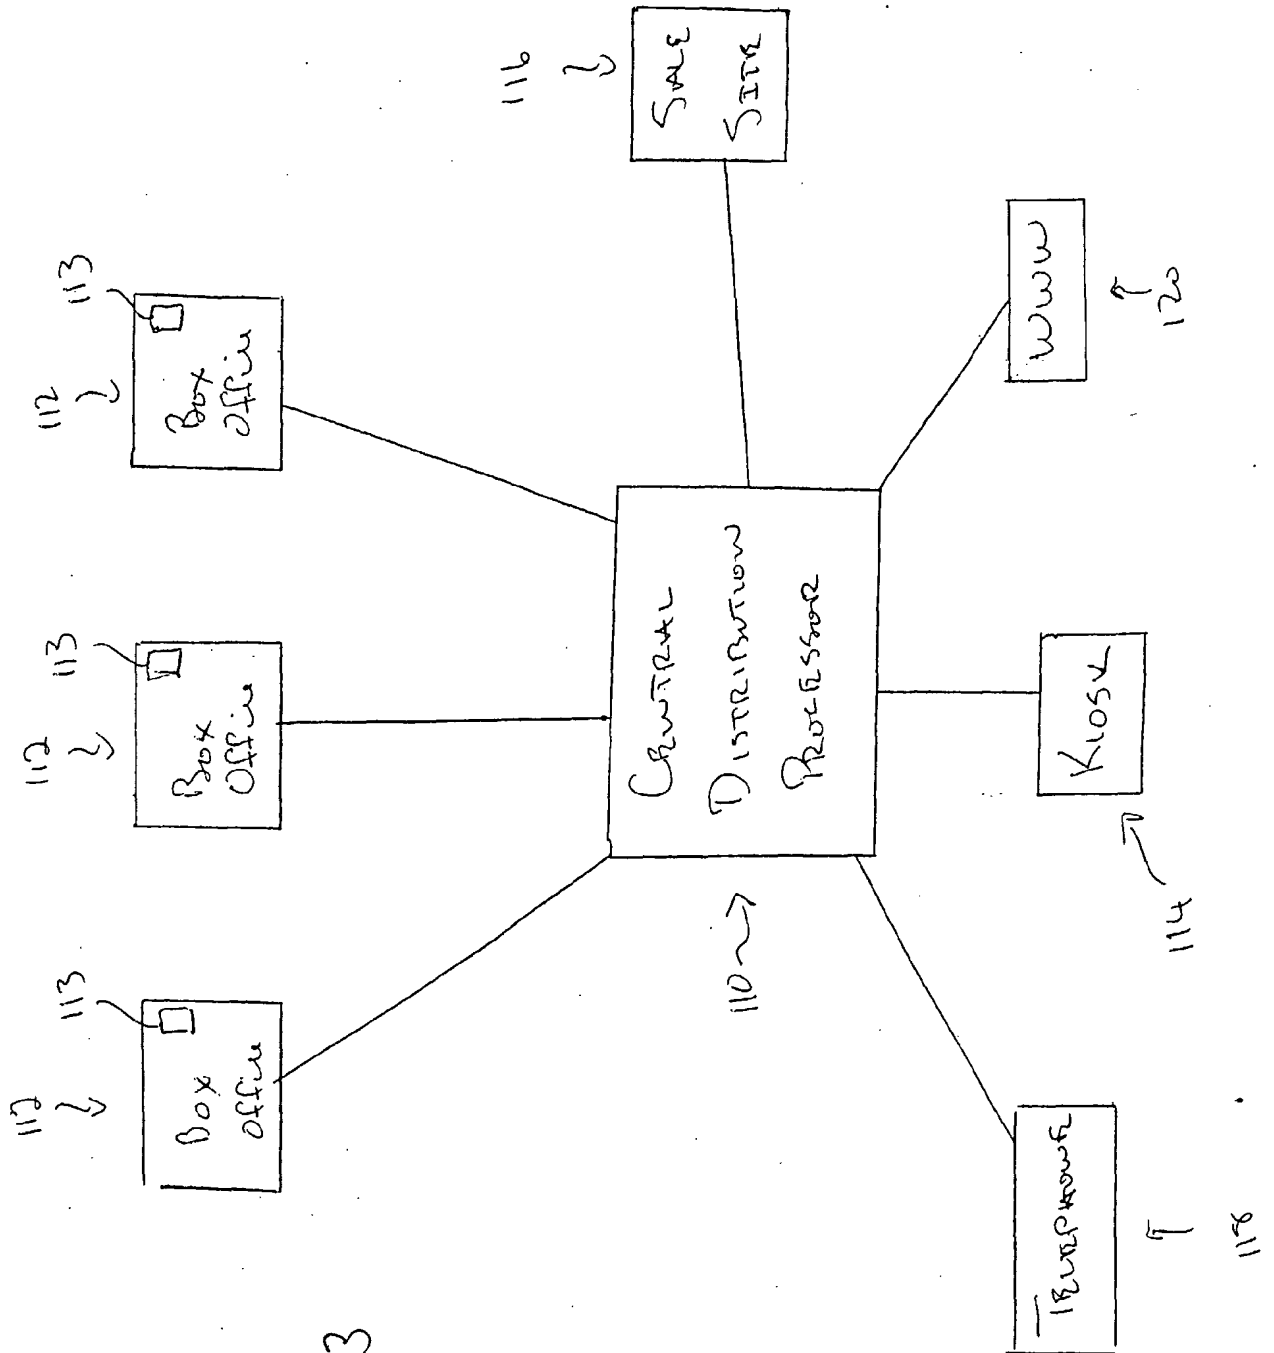 112
113
Box
Office
112
113
Box
Office
112
113
Box
Office
116
SALE
SITE
110
CENTRAL
DISTRIBUTION
PROCESSOR
TELEPHONE
118
KIOSK
114
WWW
120
3